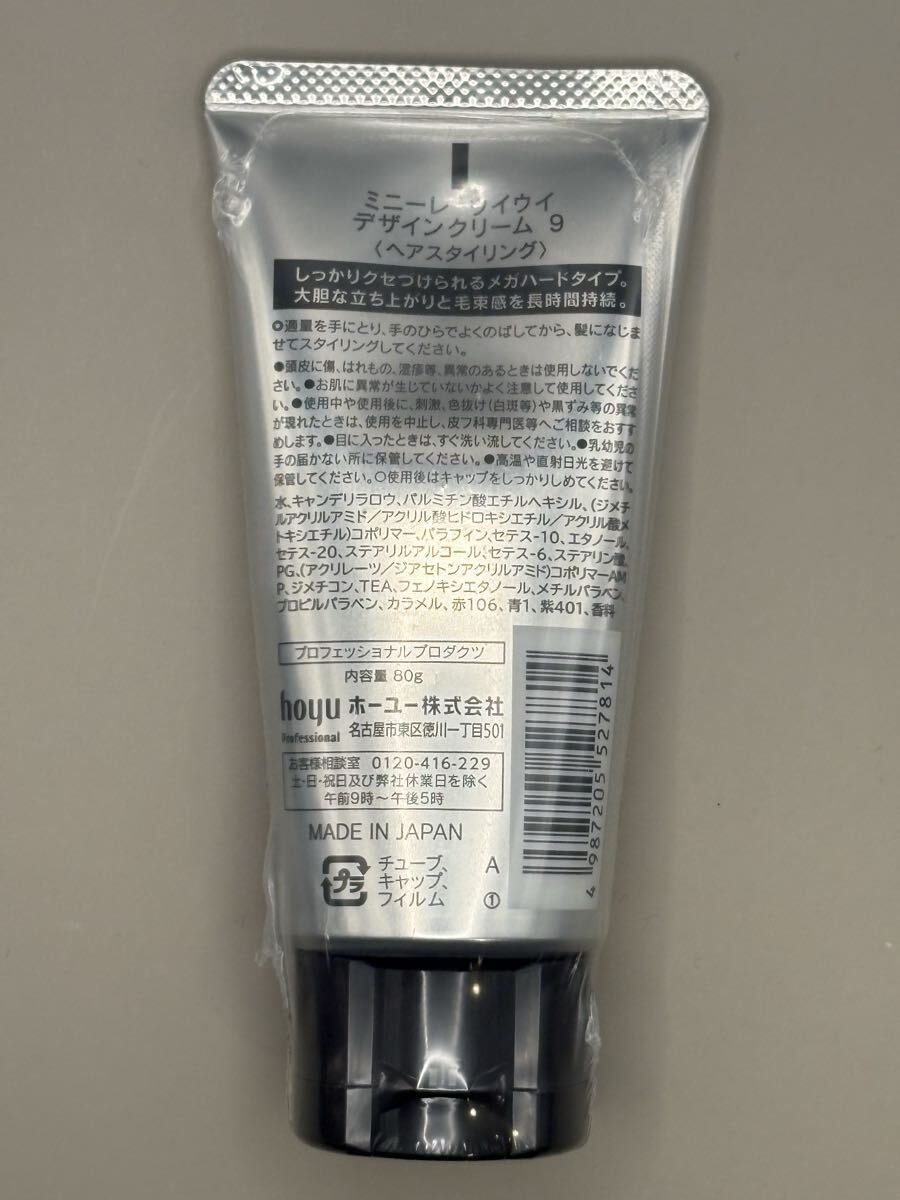 ミニーレ ウイウイ
デザインクリーム 9
〈ヘアスタイリング〉
しっかりクセづけられるメガハードタイプ。
大胆な立ち上がりと毛束感を長時間持続。
○適量を手にとり、手のひらでよくのばしてから、髪になじま
せてスタイリングしてください。
●頭皮に傷、はれもの、湿疹等、異常のあるときは使用しないでくだ
さい。●お肌に異常が生じていないかよく注意して使用してくださ
い。●使用中や使用後に、刺激、色抜け(白斑等)や黒ずみ等の異常
が現れたときは、使用を中止し、皮フ科専門医等へご相談をおすす
めします。●目に入ったときは、すぐ洗い流してください。●乳幼児の
手の届かない所に保管してください。●高温や直射日光を避けて
保管してください。○使用後はキャップをしっかりしめてください。
水、キャンデリラロウ、パルミチン酸エチルヘキシル、(ジメチ
ルアクリルアミド/アクリル酸ヒドロキシエチル/アクリル酸メ
トキシエチル)コポリマー、パラフィン、セテス-10、エタノール、
セテス-20、ステアリルアルコール、セテス-6、ステアリン酸、
PG、(アクリレーツ/ジアセトンアクリルアミド)コポリマーAM
P、ジメチコン、TEA、フェノキシエタノール、メチルパラベン、
プロピルパラベン、カラメル、赤106、青1、紫401、香料
プロフェッショナルプロダクツ
内容量 80g
hoyu ホーユー株式会社
Professional 名古屋市東区徳川一丁目501
お客様相談室 0120-416-229
土・日・祝日及び弊社休業日を除く
午前9時〜午後5時
MADE IN JAPAN
プラ
チューブ、
キャップ、
フィルム
A
①
4 987205 527814